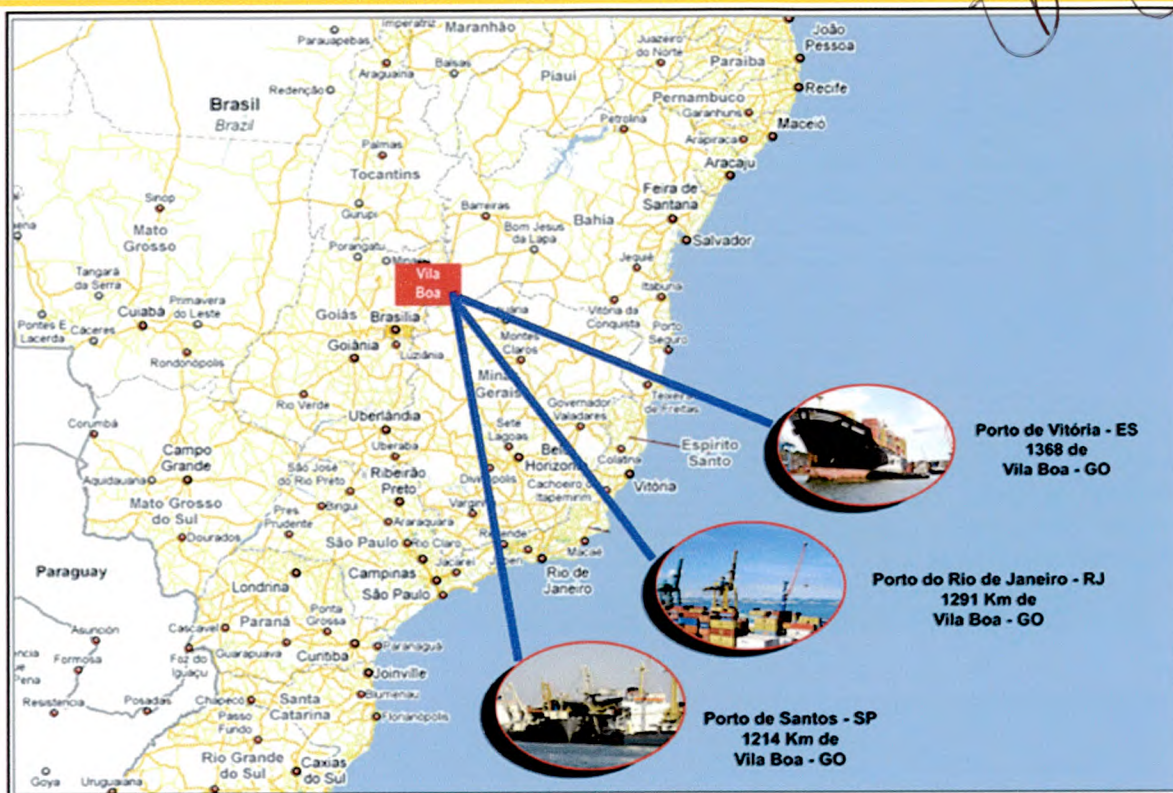 Imperatriz
Maranhão
Parauapebas
Araguaina
Balsas
Juazeiro
do Norte
João
Pessoa
Paraiba
Piaui
Redenção
Brasil
Brazil
Pernambuco
Recife
Garanhuns
Petrolina
Maceió
Arapiraca
Palmas
Tocantins
Aracaju
Feira de
Santana
Sinop
Gurupi
Barreiras
Bahia
Mato
Grosso
Porangatu
Bom Jesus
da Lapa
Salvador
Jequié
Tangará
da Serra
Vila
Boa
Itabuna
Primavera
do Leste
Cuiabá
Goiás
Brasilia
Vitória da
Conquista
Pontes E
Lacerda
Cáceres
Porto
Seguro
Montes
Claros
Goiânia
Luziânia
Rondonópolis
Minas
Gerais
Teixeira
de Freitas
Rio Verde
Governador
Valadares
Corumbá
Uberlândia
Sete
Lagoas
Espirito
Santo
Porto de Vitória - ES
1368 de
Vila Boa - GO
Campo
Grande
Uberaba
Belo
Horizonte
Colatina
São José
do Rio Preto
Ribeirão
Preto
Divinópolis
Cachoeiro de
Itapemirim
Vitória
Aquidauana
Mato Grosso
do Sul
Pres
Prudente
Birigui
Araraquara
Dourados
São Paulo
Rio Claro
Macaé
Paraguay
Londrina
Campinas
Jacarei
Rio de
Janeiro
São Paulo
Porto do Rio de Janeiro - RJ
1291 Km de
Vila Boa - GO
Ponta
Grossa
Asunción
Cascavel
Paraná
Formosa
Foz do
Iguaçu
Guarapuava
Curitiba
Paranaguá
Joinville
Resistencia
Posadas
Chapecó
Santa
Catarina
Blumenau
Florianópolis
Passo
Fundo
Porto de Santos - SP
1214 Km de
Vila Boa - GO
Rio Grande
do Sul
Caxias
do Sul
Goya
Uruguaiana